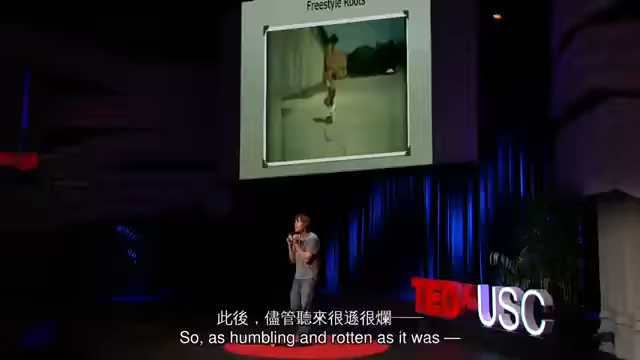 Freestyle Roots
TEDxUSC
此後，儘管聽來很遜很爛——
So, as humbling and rotten as it was —